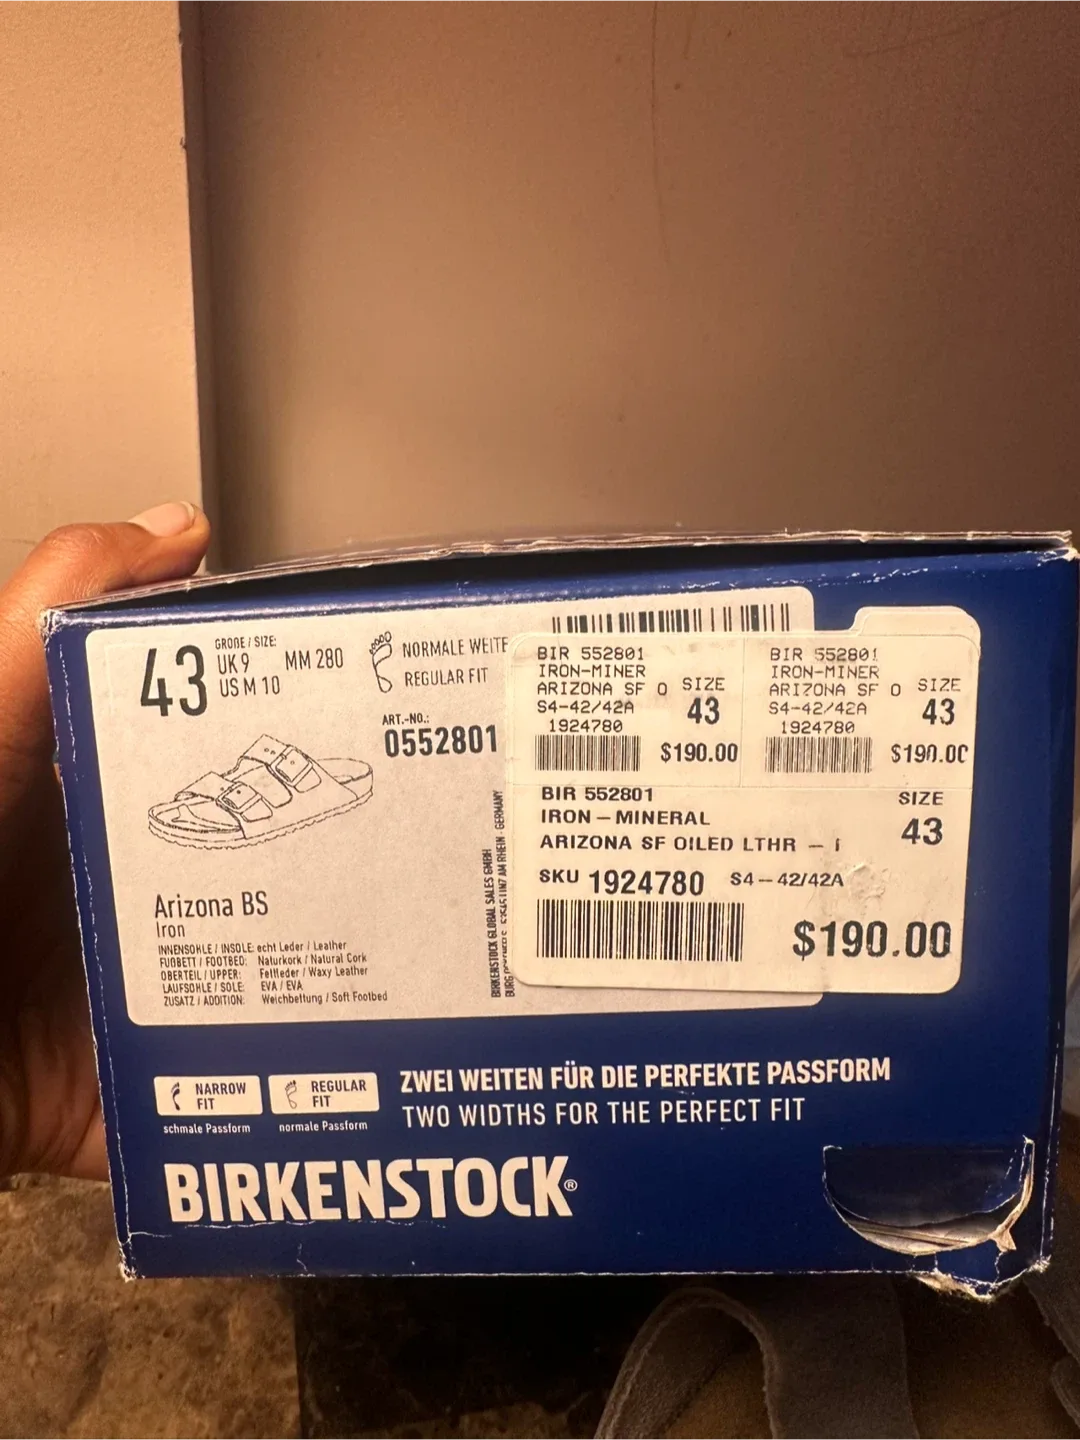 43
GRÖßE / SIZE:
UK 9
US M 10
MM 280
NORMALE WEITE
REGULAR FIT
ART.-NO.:
0552801
Arizona BS
Iron
INNENSOHLE / INSOLE: echt Leder / Leather
FUßBETT / FOOTBED: Naturkork / Natural Cork
OBERTEIL / UPPER: Fettleder / Waxy Leather
LAUFSOHLE / SOLE: EVA / EVA
ZUSATZ / ADDITION: Weichbettung / Soft Footbed
BIRKENSTOCK GLOBAL SALES GMBH
AM RHEIN - GERMANY
BIR 552801
IRON-MINER
ARIZONA SF O
S4-42/42A
1924780
SIZE
43
$190.00
BIR 552801
IRON-MINER
ARIZONA SF O
S4-42/42A
1924780
SIZE
43
$190.00
BIR 552801
IRON – MINERAL
ARIZONA SF OILED LTHR – I
SIZE
43
SKU 1924780 S4 – 42/42A
$190.00
NARROW
FIT
schmale Passform
REGULAR
FIT
normale Passform
ZWEI WEITEN FÜR DIE PERFEKTE PASSFORM
TWO WIDTHS FOR THE PERFECT FIT
BIRKENSTOCK®